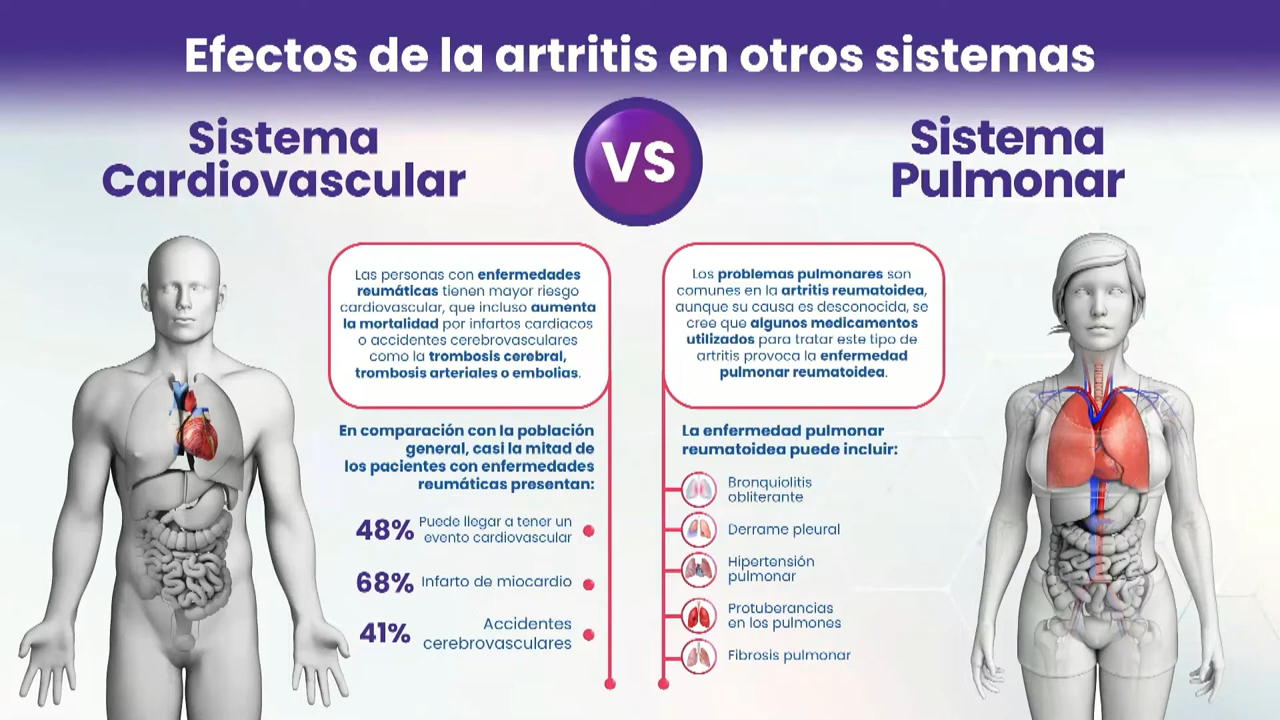 Efectos de la artritis en otros sistemas
Sistema
Cardiovascular
VS
Sistema
Pulmonar
Las personas con enfermedades
reumáticas tienen mayor riesgo
cardiovascular, que incluso aumenta
la mortalidad por infartos cardiacos
o accidentes cerebrovasculares
como la trombosis cerebral,
trombosis arteriales o embolias.
En comparación con la población
general, casi la mitad de
los pacientes con enfermedades
reumáticas presentan:
48% Puede llegar a tener un
evento cardiovascular
68% Infarto de miocardio
41% Accidentes
cerebrovasculares
Los problemas pulmonares son
comunes en la artritis reumatoidea,
aunque su causa es desconocida, se
cree que algunos medicamentos
utilizados para tratar este tipo de
artritis provoca la enfermedad
pulmonar reumatoidea.
La enfermedad pulmonar
reumatoidea puede incluir:
Bronquiolitis
obliterante
Derrame pleural
Hipertensión
pulmonar
Protuberancias
en los pulmones
Fibrosis pulmonar